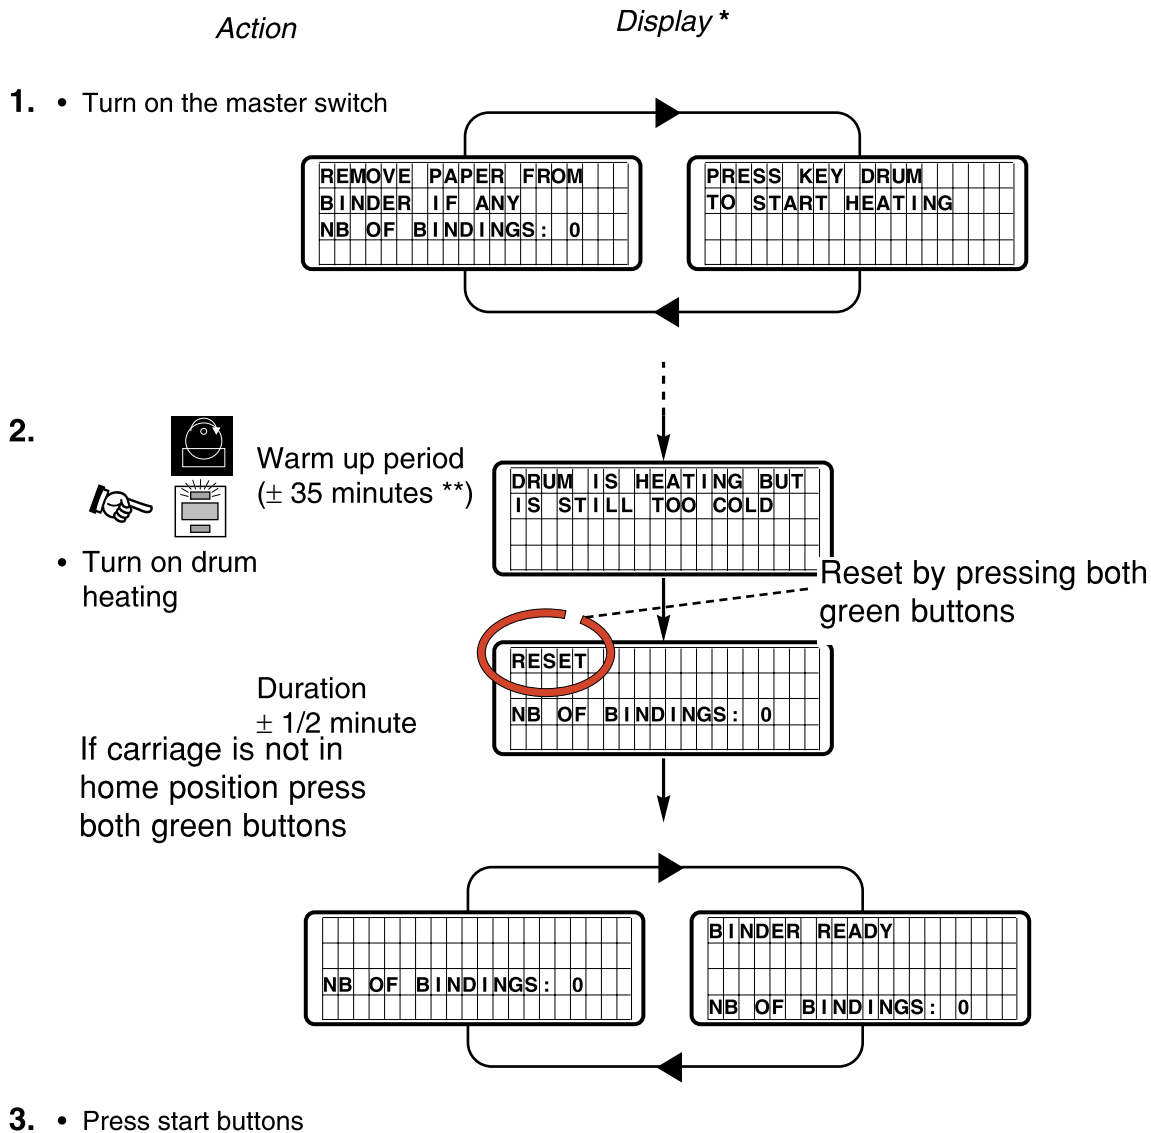 Action
Display *
1. • Turn on the master switch
REMOVE PAPER FROM
BINDER IF ANY
NB OF BINDINGS: 0
PRESS KEY DRUM
TO START HEATING
2.
Warm up period
(± 35 minutes **)
• Turn on drum
heating
DRUM IS HEATING BUT
IS STILL TOO COLD
Reset by pressing both
green buttons
RESET
NB OF BINDINGS: 0
Duration
± 1/2 minute
If carriage is not in
home position press
both green buttons
NB OF BINDINGS: 0
BINDER READY
NB OF BINDINGS: 0
3. • Press start buttons